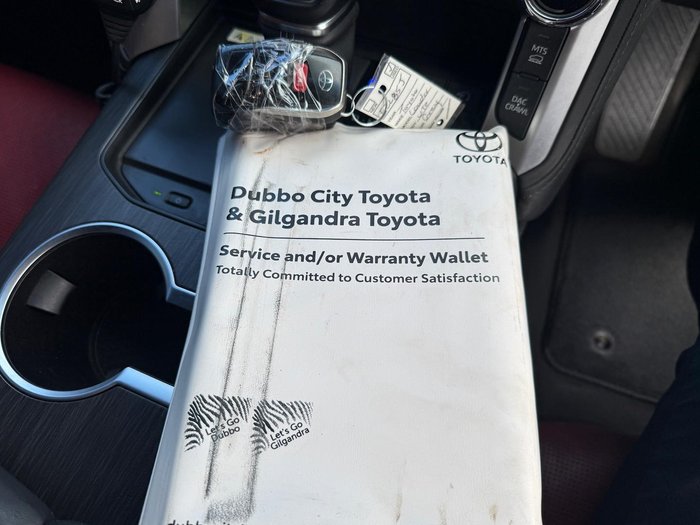 MTS
DAC
CRAWL
TOYOTA
Dubbo City Toyota
& Gilgandra Toyota
Service and/or Warranty Wallet
Totally Committed to Customer Satisfaction
Let's Go
Dubbo
Let's Go
Gilgandra